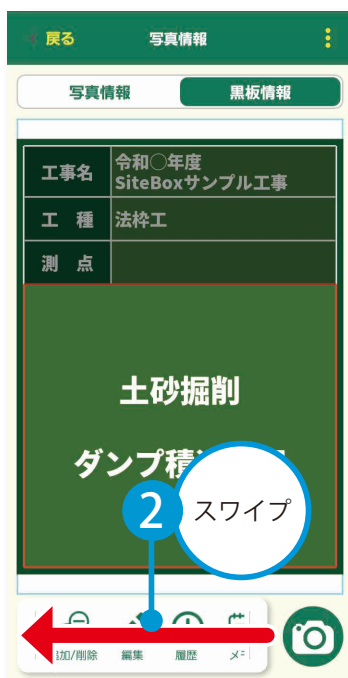 戻る 写真情報
写真情報 黒板情報
工事名 令和○年度
SiteBoxサンプル工事
工 種 法枠工
測 点
土砂掘削
ダンプ積
2 スワイプ
加/削除 編集 履歴